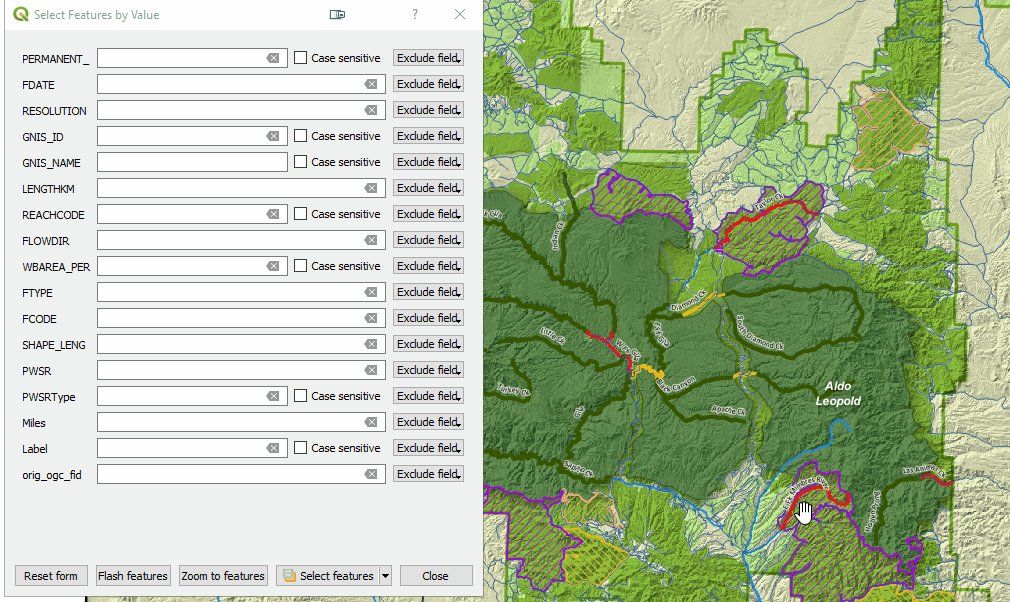 Select Features by Value ?
PERMANENT_ Case sensitive Exclude field
FDATE Exclude field
RESOLUTION Exclude field
GNIS_ID Case sensitive Exclude field
GNIS_NAME Case sensitive Exclude field
LENGTHKM Exclude field
REACHCODE Case sensitive Exclude field
FLOWDIR Exclude field
WBAREA_PER Case sensitive Exclude field
FTYPE Exclude field
FCODE Exclude field
SHAPE_LENG Exclude field
PWSR Exclude field
PWSRType Case sensitive Exclude field
Miles Exclude field
Label Case sensitive Exclude field
orig_ogc_fid Exclude field
Reset form Flash features Zoom to features Select features Close
Taylor Ck
Indian Ck
Diamond Ck
South Diamond Ck
Little Ck
Turkey Ck
Black Canyon
Apache Ck
Aldo
Leopold
Gila
Sapillo Ck
Las Animas Ck
Mimbres River